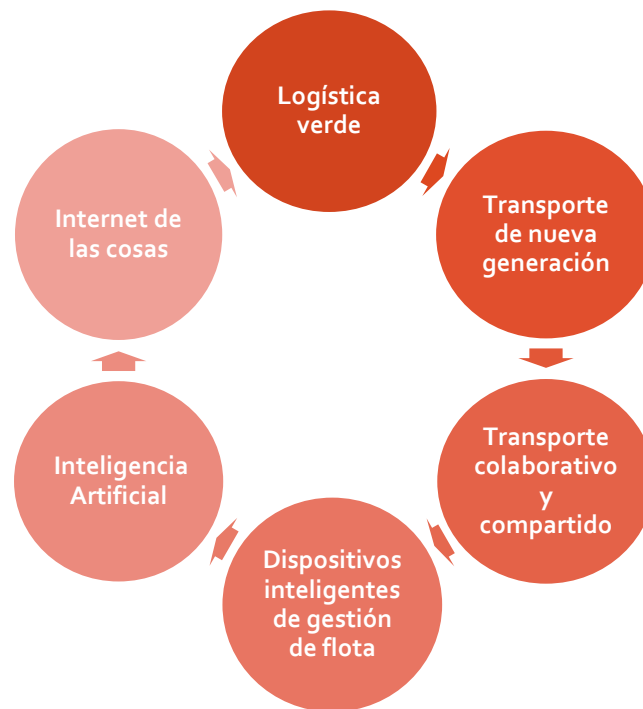 Logística
verde
Transporte
de nueva
generación
Transporte
colaborativo
y
compartido
Dispositivos
inteligentes
de gestión
de flota
Inteligencia
Artificial
Internet de
las cosas